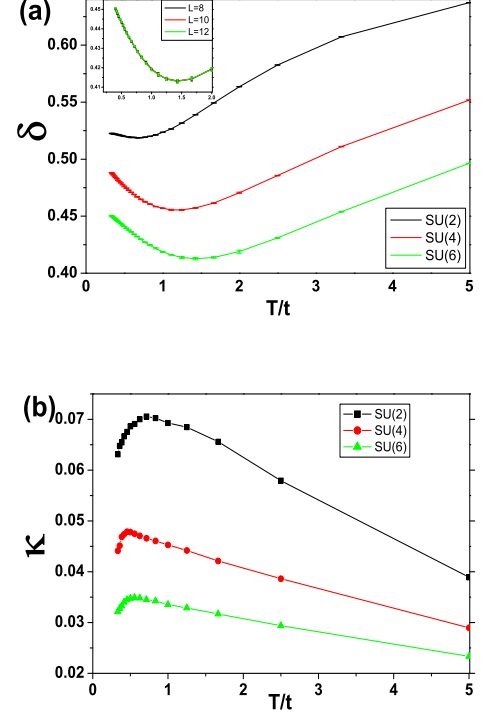 (a)
0.60
0.55
0.50
0.45
0.40
δ
0 1 2 3 4 5
T/t
0.45
0.44
0.43
0.42
0.41
0.5 1.0 1.5 2.0
L=8
L=10
L=12
SU(2)
SU(4)
SU(6)
(b)
0.07
0.06
0.05
0.04
0.03
0.02
κ
0 1 2 3 4 5
T/t
SU(2)
SU(4)
SU(6)